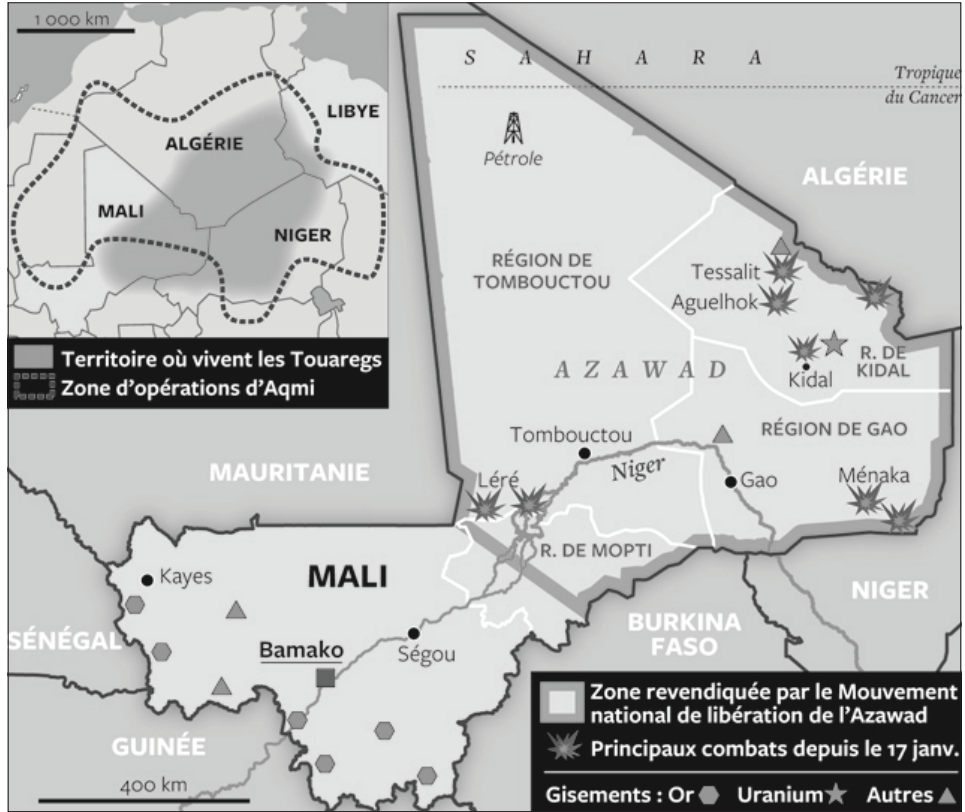 1 000 km
LIBYE
ALGÉRIE
MALI
NIGER
Territoire où vivent les Touaregs
Zone d'opérations d'Aqmi
SAHARA
Tropique
du Cancer
Pétrole
ALGÉRIE
RÉGION DE
TOMBOUCTOU
Tessalit
Aguelhok
R. DE
KIDAL
Kidal
AZAWAD
RÉGION DE GAO
Tombouctou
Niger
Gao
Ménaka
MAURITANIE
Léré
R. DE MOPTI
MALI
Kayes
NIGER
SÉNÉGAL
BURKINA
FASO
Bamako
Ségou
GUINÉE
400 km
Zone revendiquée par le Mouvement
national de libération de l'Azawad
Principaux combats depuis le 17 janv.
Gisements : Or Uranium Autres